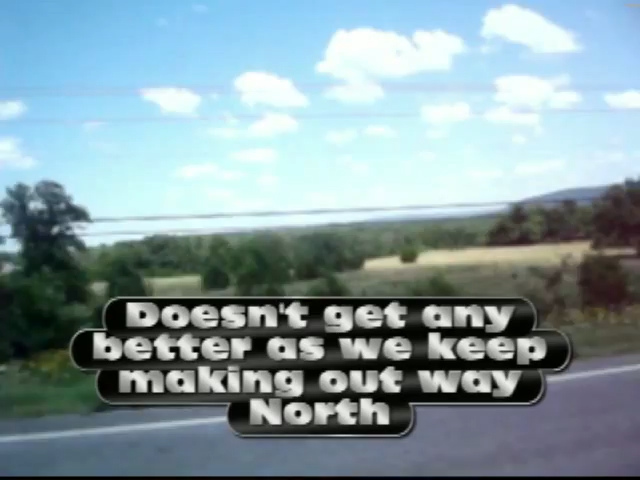 Doesn't get any
better as we keep
making out way
North